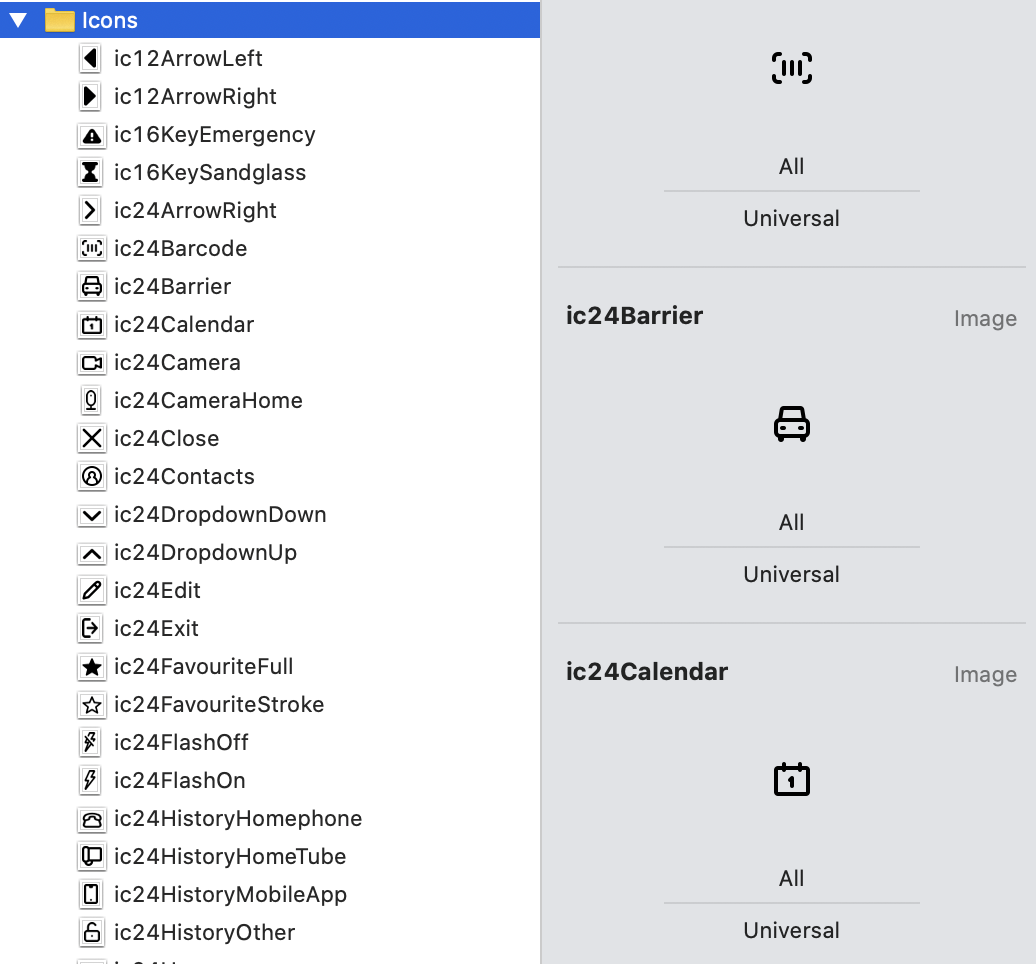 Icons
ic12ArrowLeft
ic12ArrowRight
ic16KeyEmergency
ic16KeySandglass
ic24ArrowRight
ic24Barcode
ic24Barrier
ic24Calendar
ic24Camera
ic24CameraHome
ic24Close
ic24Contacts
ic24DropdownDown
ic24DropdownUp
ic24Edit
ic24Exit
ic24FavouriteFull
ic24FavouriteStroke
ic24FlashOff
ic24FlashOn
ic24HistoryHomephone
ic24HistoryHomeTube
ic24HistoryMobileApp
ic24HistoryOther
All
Universal
ic24Barrier Image
All
Universal
ic24Calendar Image
1
All
Universal